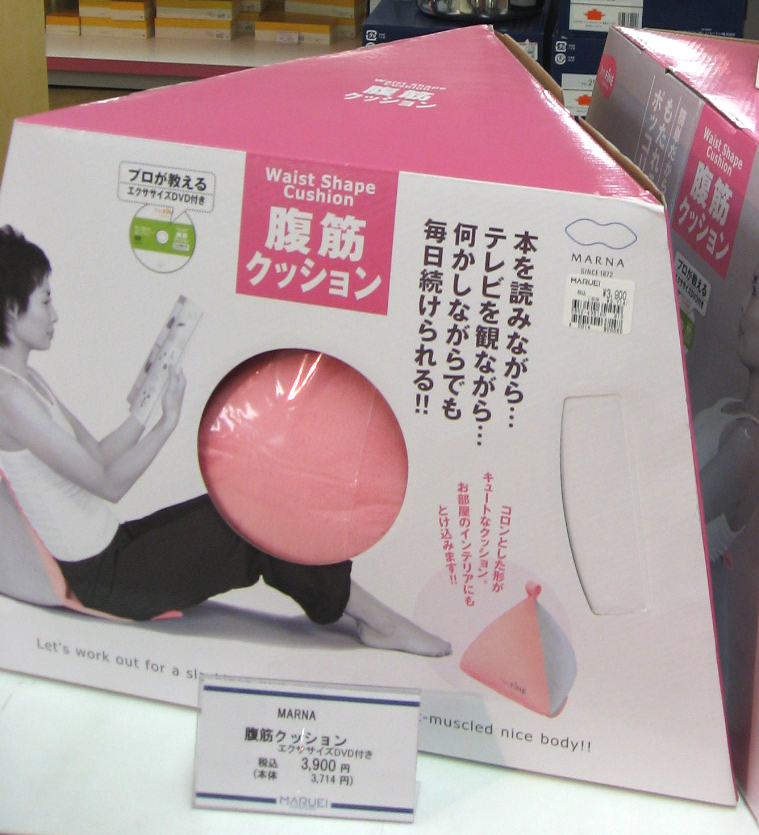 Waist Shape
Cushion
腹筋
クッション
プロが教える
エクササイズDVD付き
Waist Shape
Cushion
腹筋
クッション
本を読みながら…
テレビを観ながら…
何かしながらでも
毎日続けられる!!
MARNA
SINCE 1872
MARUEI
税込 ¥3,900
コロンとした形が
キュートなクッション。
お部屋のインテリアにも
とけ込みます!!
Let's work out for a
-muscled nice body!!
MARNA
腹筋クッション
エクササイズDVD付き
税込 3,900 円
(本体 3,714 円)
MARUEI
Waist Shape
Cushion
腹筋
クッション
プロが教える